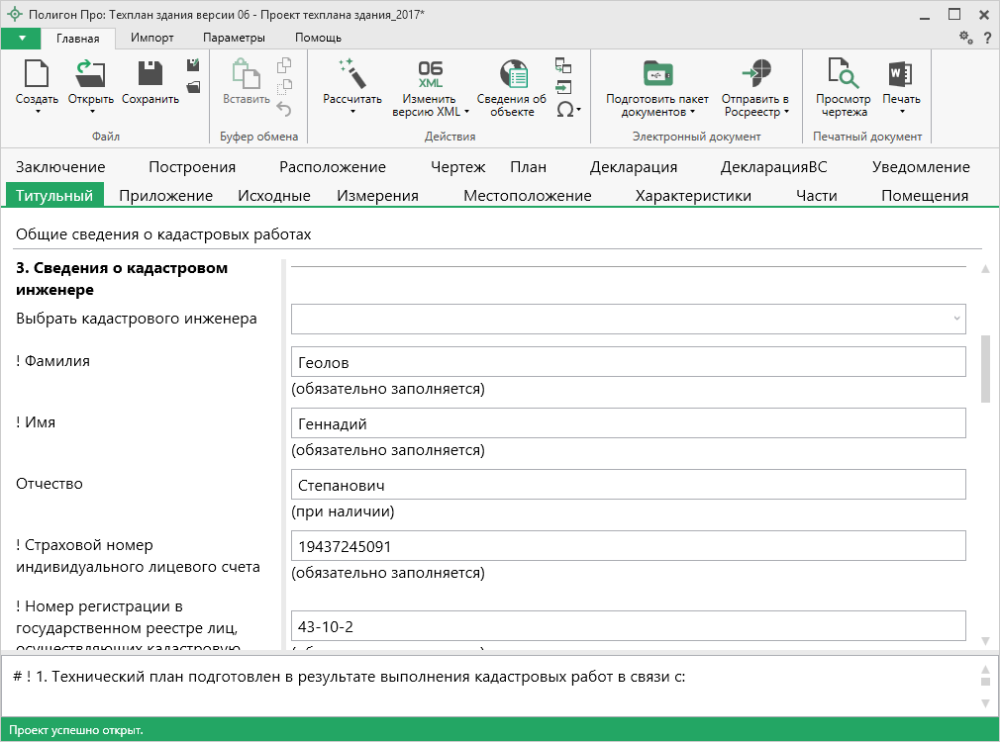 Полигон Про: Техплан здания версии 06 - Проект техплана здания_2017*
Главная Импорт Параметры Помощь
?
Создать Открыть Сохранить
Файл
Вставить
Буфер обмена
Рассчитать
06 XML
Изменить версию XML
Сведения об объекте
Ω
Действия
Подготовить пакет документов
Отправить в Росреестр
Электронный документ
Просмотр чертежа
W
Печать
Печатный документ
Заключение Построения Расположение Чертеж План Декларация ДекларацияВС Уведомление
Титульный Приложение Исходные Измерения Местоположение Характеристики Части Помещения
Общие сведения о кадастровых работах
3. Сведения о кадастровом
инженере
Выбрать кадастрового инженера
! Фамилия
Геолов
(обязательно заполняется)
! Имя
Геннадий
(обязательно заполняется)
Отчество
Степанович
(при наличии)
! Страховой номер
индивидуального лицевого счета
19437245091
(обязательно заполняется)
! Номер регистрации в
государственном реестре лиц,
осуществляющих кадастровую
43-10-2
# ! 1. Технический план подготовлен в результате выполнения кадастровых работ в связи с:
Проект успешно открыт.